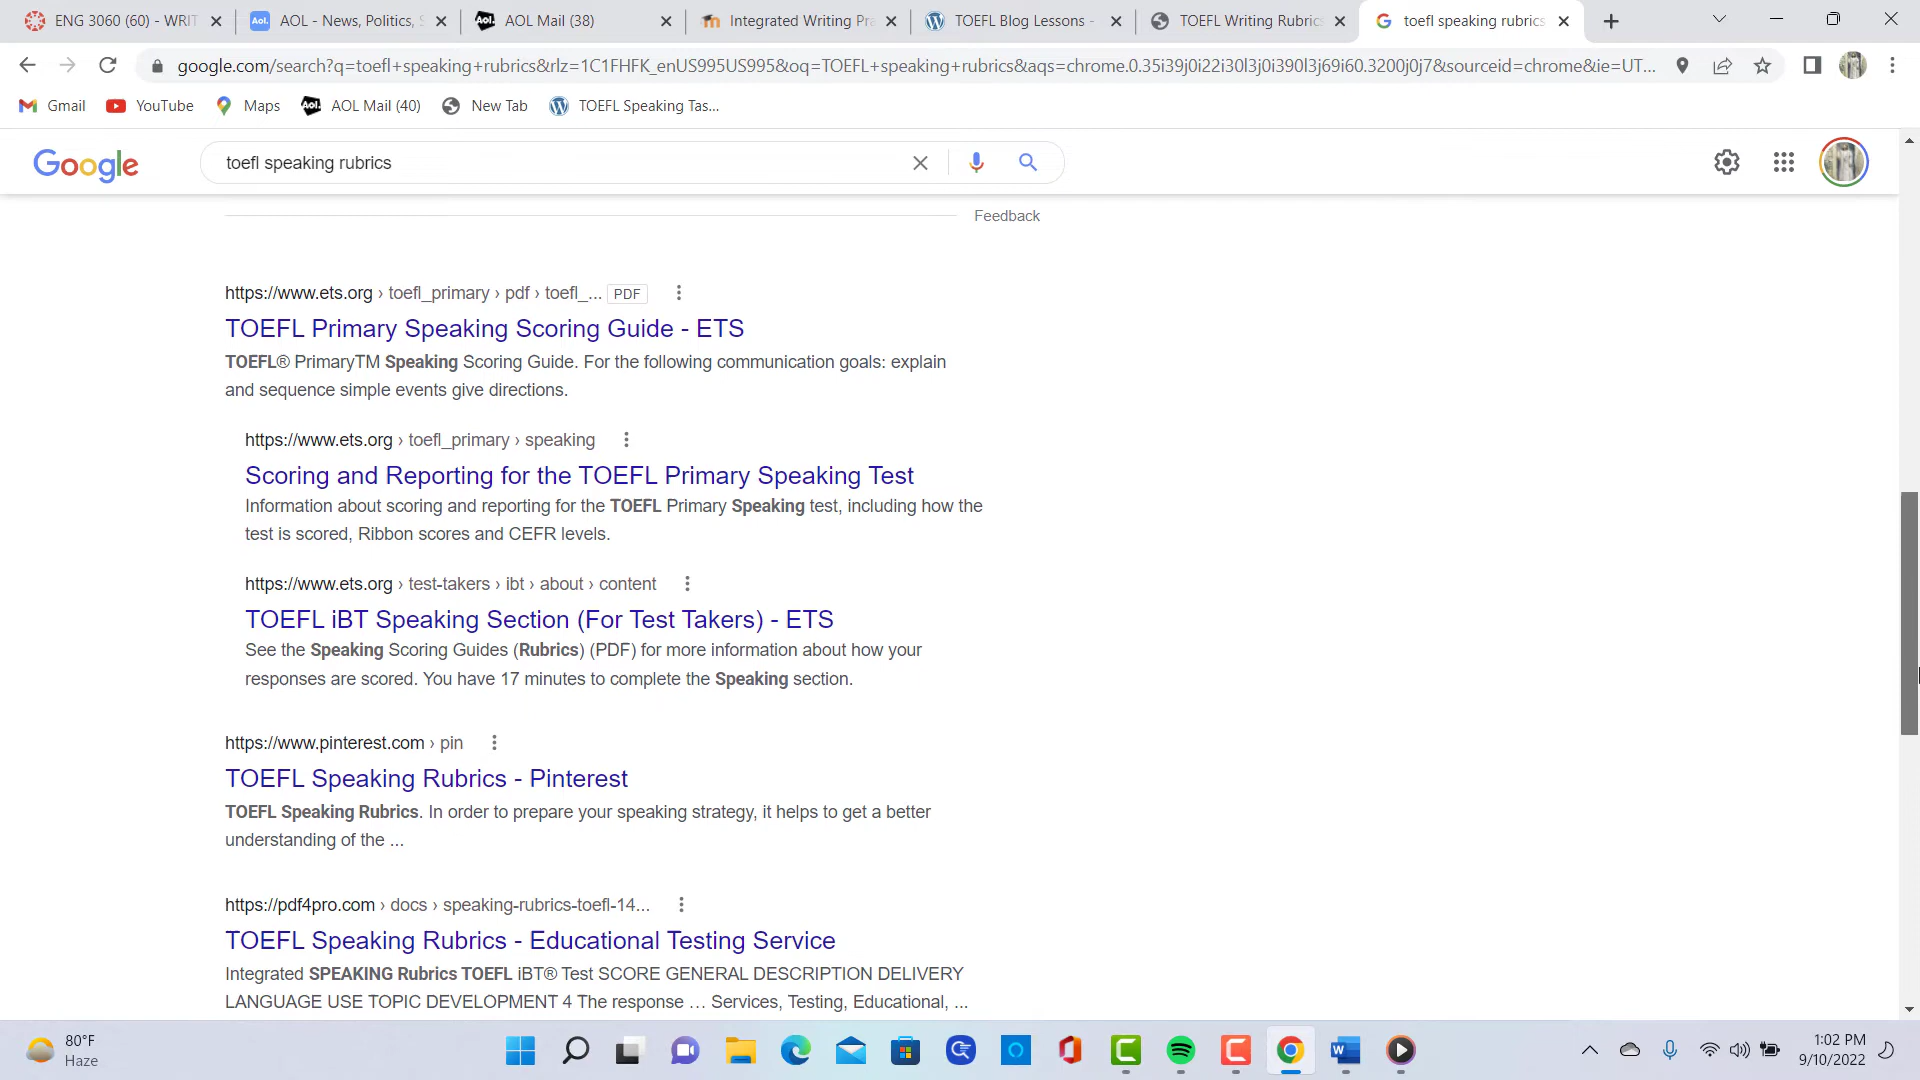 ENG 3060 (60) - WRIT
AOL - News, Politics, S
AOL Mail (38)
Integrated Writing Pra
TOEFL Blog Lessons -
TOEFL Writing Rubrics
toefl speaking rubrics
google.com/search?q=toefl+speaking+rubrics&rlz=1C1FHFK_enUS995US995&oq=TOEFL+speaking+rubrics&aqs=chrome.0.35i39j0i22i30l3j0i390l3j69i60.3200j0j7&sourceid=chrome&ie=UT...
Gmail
YouTube
Maps
AOL Mail (40)
New Tab
TOEFL Speaking Tas...
Google
toefl speaking rubrics
Feedback
https://www.ets.org › toefl_primary › pdf › toefl_... PDF
TOEFL Primary Speaking Scoring Guide - ETS
TOEFL® PrimaryTM Speaking Scoring Guide. For the following communication goals: explain
and sequence simple events give directions.
https://www.ets.org › toefl_primary › speaking
Scoring and Reporting for the TOEFL Primary Speaking Test
Information about scoring and reporting for the TOEFL Primary Speaking test, including how the
test is scored, Ribbon scores and CEFR levels.
https://www.ets.org › test-takers › ibt › about › content
TOEFL iBT Speaking Section (For Test Takers) - ETS
See the Speaking Scoring Guides (Rubrics) (PDF) for more information about how your
responses are scored. You have 17 minutes to complete the Speaking section.
https://www.pinterest.com › pin
TOEFL Speaking Rubrics - Pinterest
TOEFL Speaking Rubrics. In order to prepare your speaking strategy, it helps to get a better
understanding of the ...
https://pdf4pro.com › docs › speaking-rubrics-toefl-14...
TOEFL Speaking Rubrics - Educational Testing Service
Integrated SPEAKING Rubrics TOEFL iBT® Test SCORE GENERAL DESCRIPTION DELIVERY
LANGUAGE USE TOPIC DEVELOPMENT 4 The response … Services, Testing, Educational, ...
80°F
Haze
1:02 PM
9/10/2022